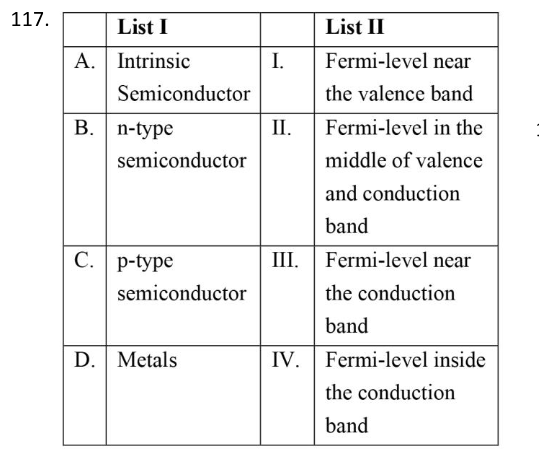 117.
List I List II
A. Intrinsic I. Fermi-level near
Semiconductor the valence band
B. n-type II. Fermi-level in the
semiconductor middle of valence
and conduction
band
C. p-type III. Fermi-level near
semiconductor the conduction
band
D. Metals IV. Fermi-level inside
the conduction
band